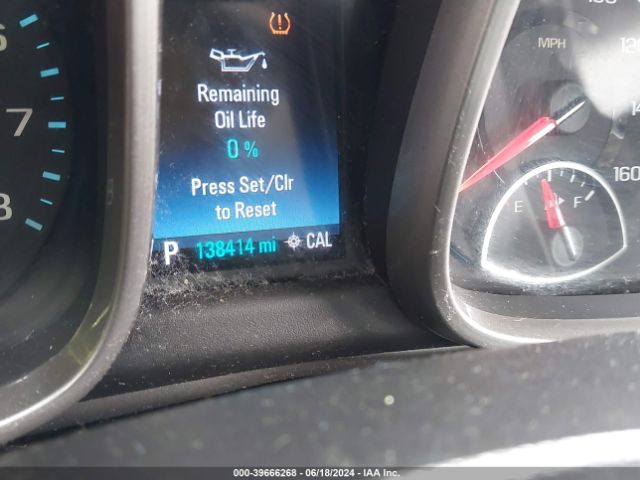 6
7
8
Remaining
Oil Life
0 %
Press Set/Clr
to Reset
P 138414 mi CAL
MPH
120
160
E F
000-39666268 - 06/18/2024 - IAA Inc.